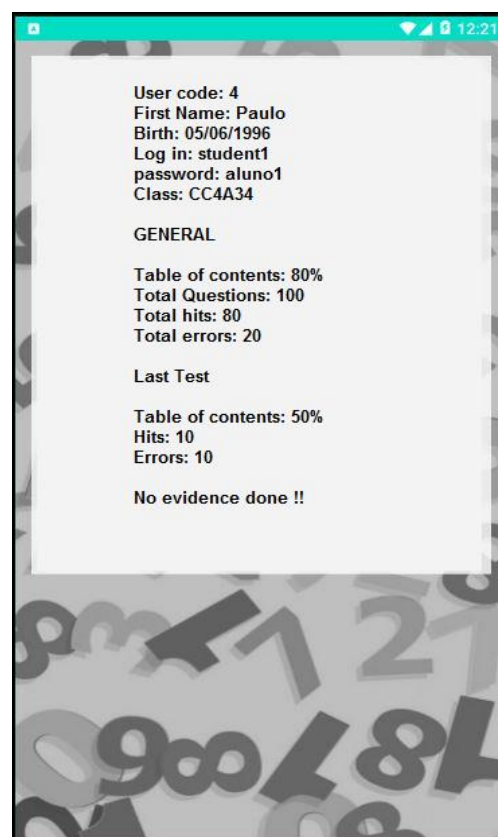 12:21
User code: 4
First Name: Paulo
Birth: 05/06/1996
Log in: student1
password: aluno1
Class: CC4A34
GENERAL
Table of contents: 80%
Total Questions: 100
Total hits: 80
Total errors: 20
Last Test
Table of contents: 50%
Hits: 10
Errors: 10
No evidence done !!